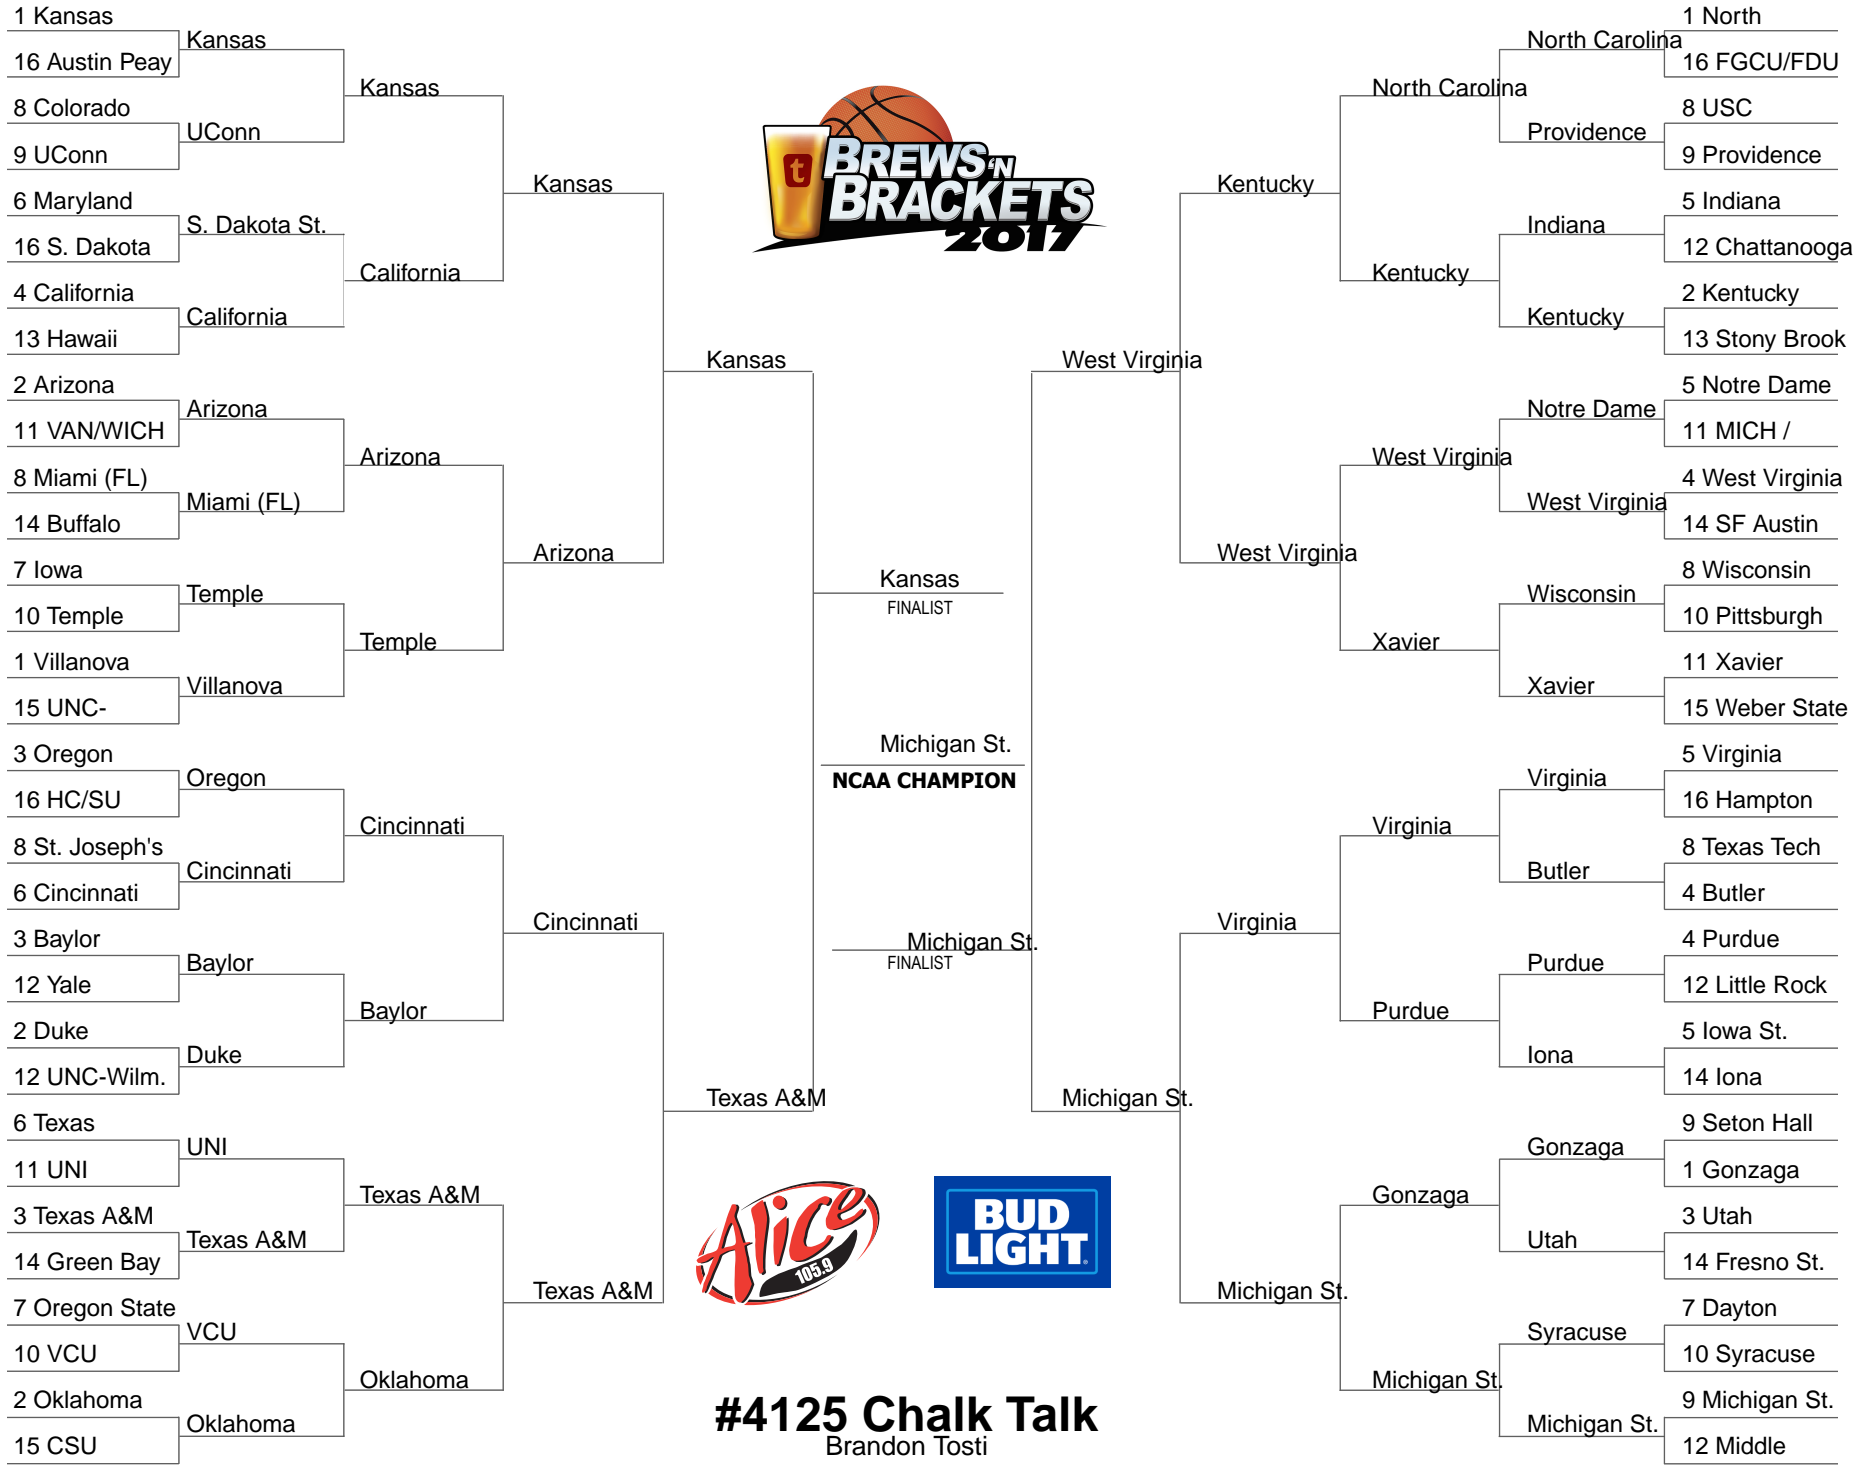 1 Kansas
16 Austin Peay
8 Colorado
9 UConn
6 Maryland
16 S. Dakota
4 California
13 Hawaii
2 Arizona
11 VAN/WICH
8 Miami (FL)
14 Buffalo
7 Iowa
10 Temple
1 Villanova
15 UNC-
3 Oregon
16 HC/SU
8 St. Joseph's
6 Cincinnati
3 Baylor
12 Yale
2 Duke
12 UNC-Wilm.
6 Texas
11 UNI
3 Texas A&M
14 Green Bay
7 Oregon State
10 VCU
2 Oklahoma
15 CSU
Kansas
UConn
S. Dakota St.
California
Arizona
Miami (FL)
Temple
Villanova
Oregon
Cincinnati
Baylor
Duke
UNI
Texas A&M
VCU
Oklahoma
Kansas
California
Arizona
Temple
Cincinnati
Baylor
Texas A&M
Oklahoma
Kansas
Arizona
Cincinnati
Texas A&M
Kansas
Texas A&M
t
BREWS 'N
BRACKETS
2017
Kansas
FINALIST
Michigan St.
NCAA CHAMPION
Michigan St.
FINALIST
Alice
105.9
BUD
LIGHT
#4125 Chalk Talk
Brandon Tosti
West Virginia
Michigan St.
Kentucky
West Virginia
Virginia
Michigan St.
North Carolina
Kentucky
West Virginia
Xavier
Virginia
Purdue
Gonzaga
Michigan St.
North Carolina
Providence
Indiana
Kentucky
Notre Dame
West Virginia
Wisconsin
Xavier
Virginia
Butler
Purdue
Iona
Gonzaga
Utah
Syracuse
Michigan St.
1 North
16 FGCU/FDU
8 USC
9 Providence
5 Indiana
12 Chattanooga
2 Kentucky
13 Stony Brook
5 Notre Dame
11 MICH /
4 West Virginia
14 SF Austin
8 Wisconsin
10 Pittsburgh
11 Xavier
15 Weber State
5 Virginia
16 Hampton
8 Texas Tech
4 Butler
4 Purdue
12 Little Rock
5 Iowa St.
14 Iona
9 Seton Hall
1 Gonzaga
3 Utah
14 Fresno St.
7 Dayton
10 Syracuse
9 Michigan St.
12 Middle